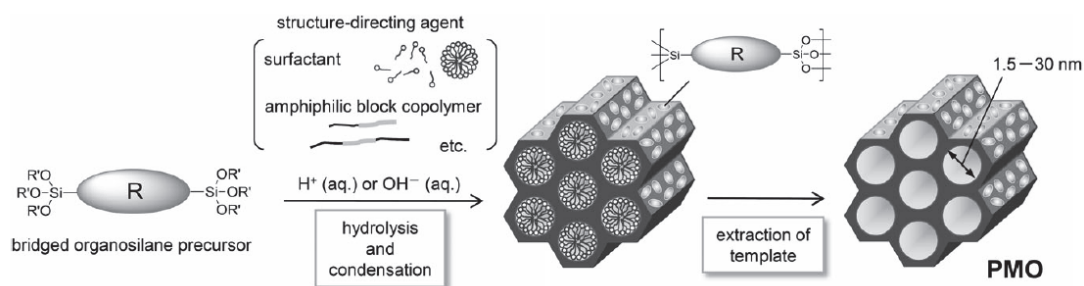 structure-directing agent
surfactant
amphiphilic block copolymer
etc.
R'O
R'O-Si
R'O
R
OR'
Si-OR'
OR'
bridged organosilane precursor
H⁺ (aq.) or OH⁻ (aq.)
hydrolysis
and
condensation
Si
R
O
Si-O
O
extraction of
template
1.5−30 nm
PMO